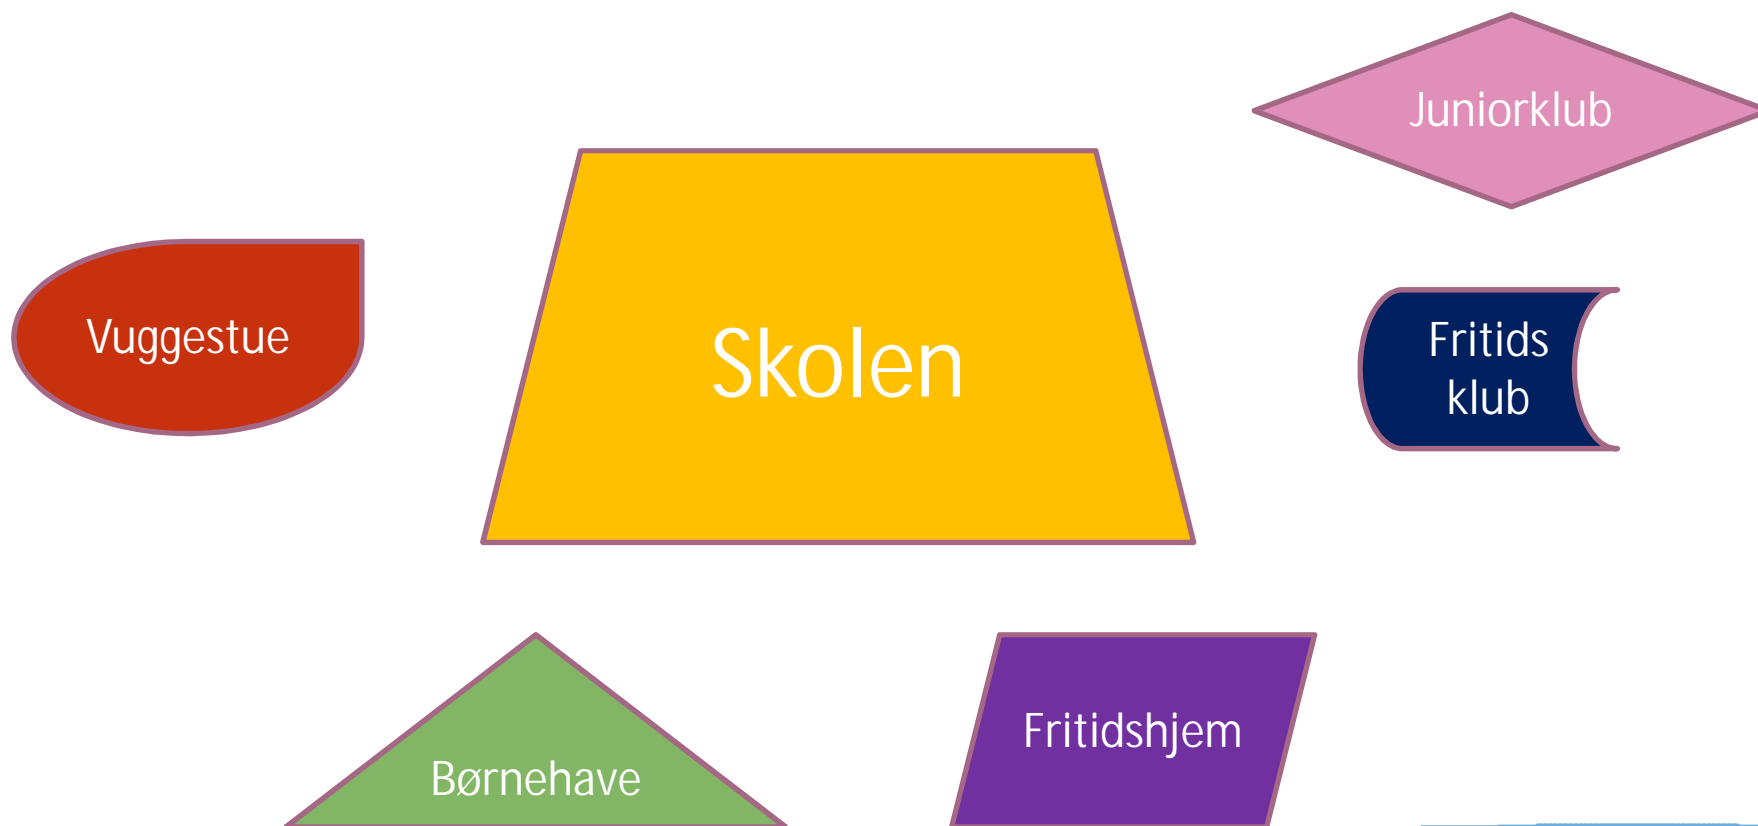 Juniorklub
Vuggestue
Skolen
Fritids
klub
Børnehave
Fritidshjem